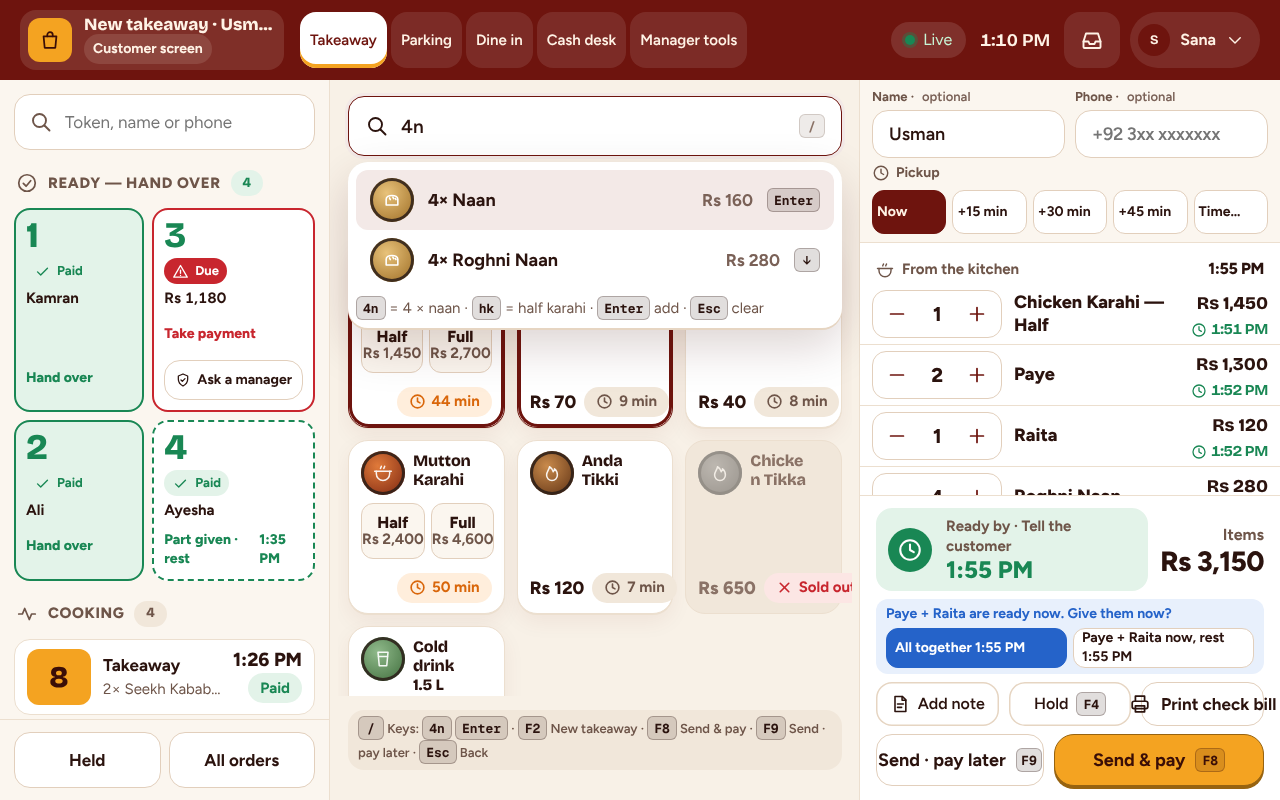 New takeaway · Usm...
Customer screen
Takeaway
Parking
Dine in
Cash desk
Manager tools
Live
1:10 PM
S
Sana
Token, name or phone
READY — HAND OVER 4
1
Paid
Kamran
Hand over
3
Due
Rs 1,180
Take payment
Ask a manager
2
Paid
Ali
Hand over
4
Paid
Ayesha
Part given · 1:35
rest PM
COOKING 4
8
Takeaway 1:26 PM
2× Seekh Kabab... Paid
Held
All orders
4n /
4× Naan Rs 160 Enter
4× Roghni Naan Rs 280 ↓
4n = 4 × naan · hk = half karahi · Enter add · Esc clear
Half Full
Rs 1,450 Rs 2,700
44 min
Rs 70 9 min
Rs 40 8 min
Mutton
Karahi
Half Full
Rs 2,400 Rs 4,600
50 min
Anda
Tikki
Rs 120 7 min
Chicke
n Tikka
Rs 650 Sold out
Cold
drink
1.5 L
/ Keys: 4n Enter · F2 New takeaway · F8 Send & pay · F9 Send ·
pay later · Esc Back
Name · optional
Usman
Phone · optional
+92 3xx xxxxxxx
Pickup
Now
+15 min
+30 min
+45 min
Time...
From the kitchen 1:55 PM
1
Chicken Karahi —
Half
Rs 1,450
1:51 PM
2
Paye
Rs 1,300
1:52 PM
1
Raita
Rs 120
1:52 PM
4
Roghni Naan
Rs 280
Ready by · Tell the
customer
1:55 PM
Items
Rs 3,150
Paye + Raita are ready now. Give them now?
All together 1:55 PM
Paye + Raita now, rest
1:55 PM
Add note
Hold F4
Print check bill
Send · pay later F9
Send & pay F8